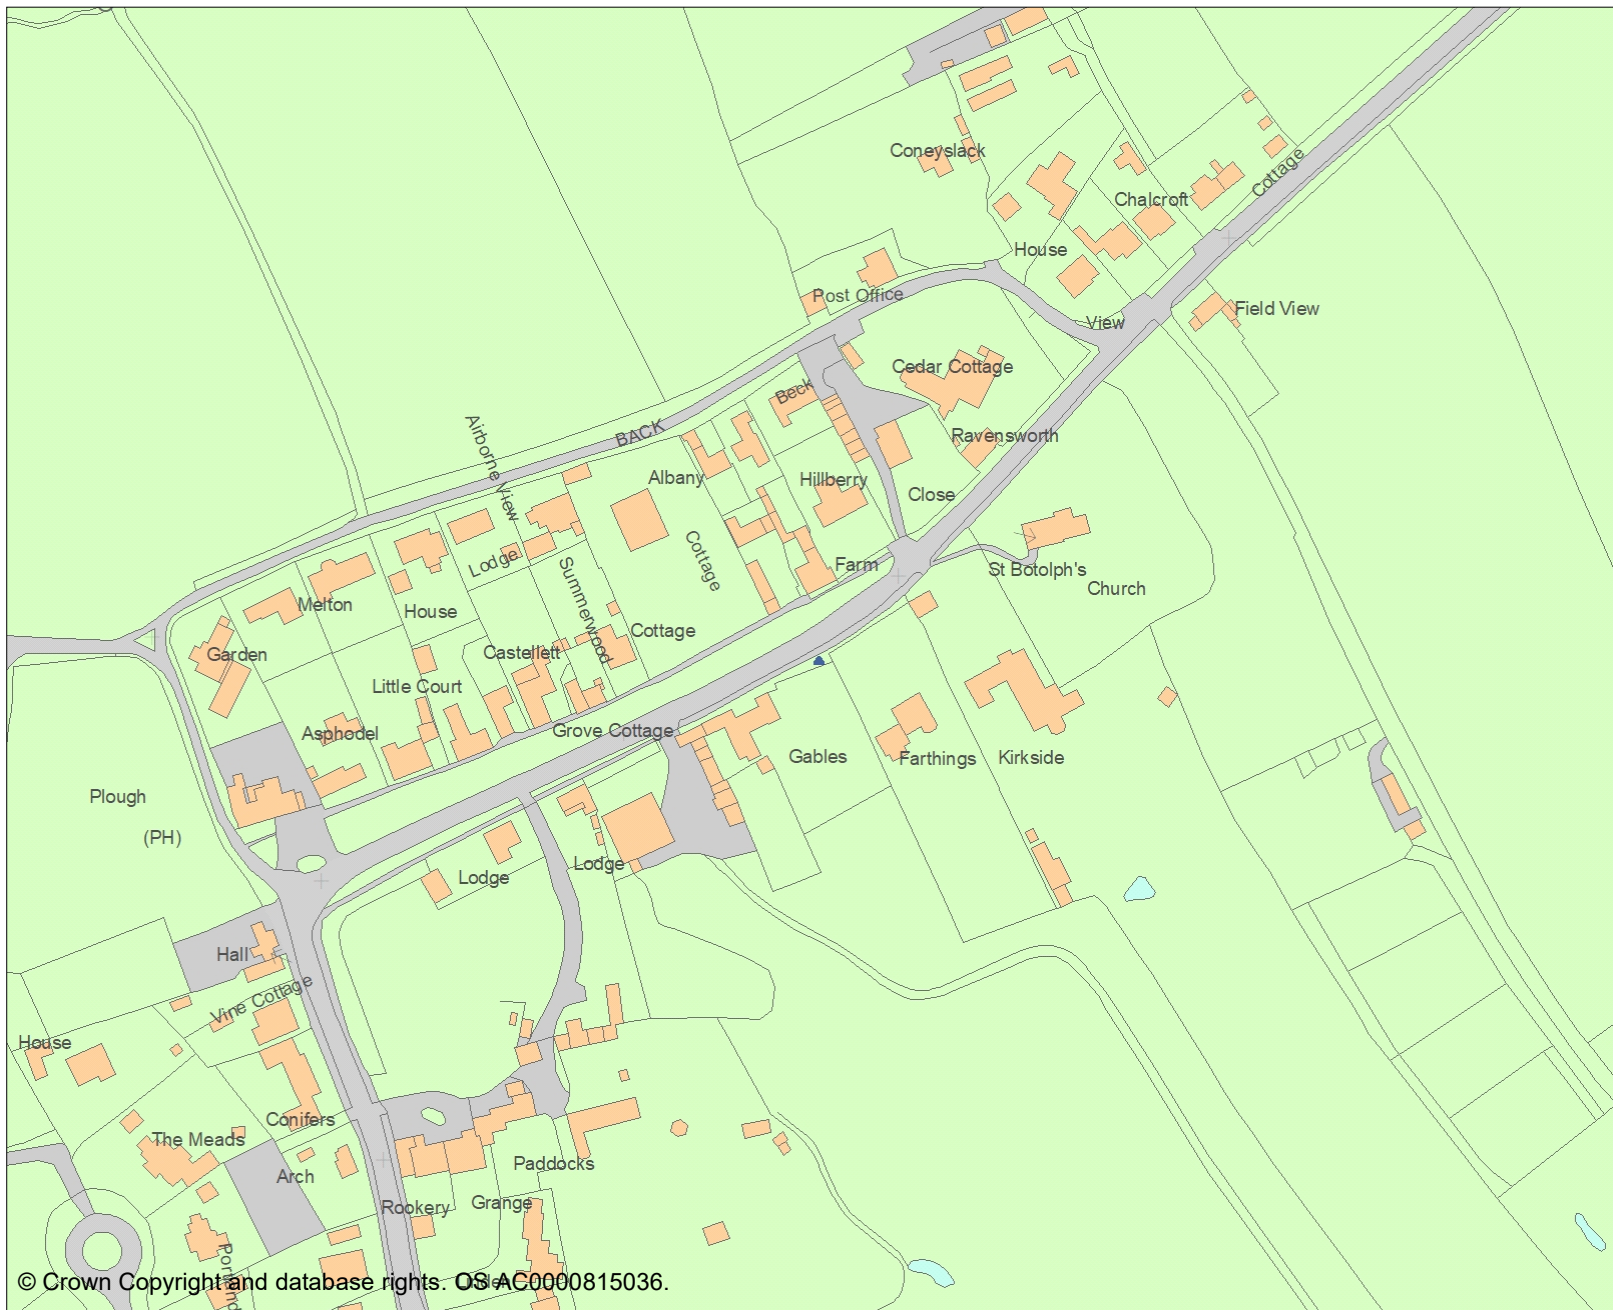 Coneyslack
Cottage
Chalcroft
House
Post Office
Field View
View
Cedar Cottage
Beck
Airborne View
BACK
Ravensworth
Albany
Hillberry
Close
Cottage
Lodge
Farm
St Botolph's
Church
Summerwood
Melton
House
Cottage
Garden
Castellett
Little Court
Asphodel
Grove Cottage
Gables
Farthings
Kirkside
Plough
(PH)
Lodge
Lodge
Hall
Vine Cottage
House
Conifers
The Meads
Arch
Paddocks
Rookery
Grange
© Crown Copyright and database rights. OS AC0000815036.